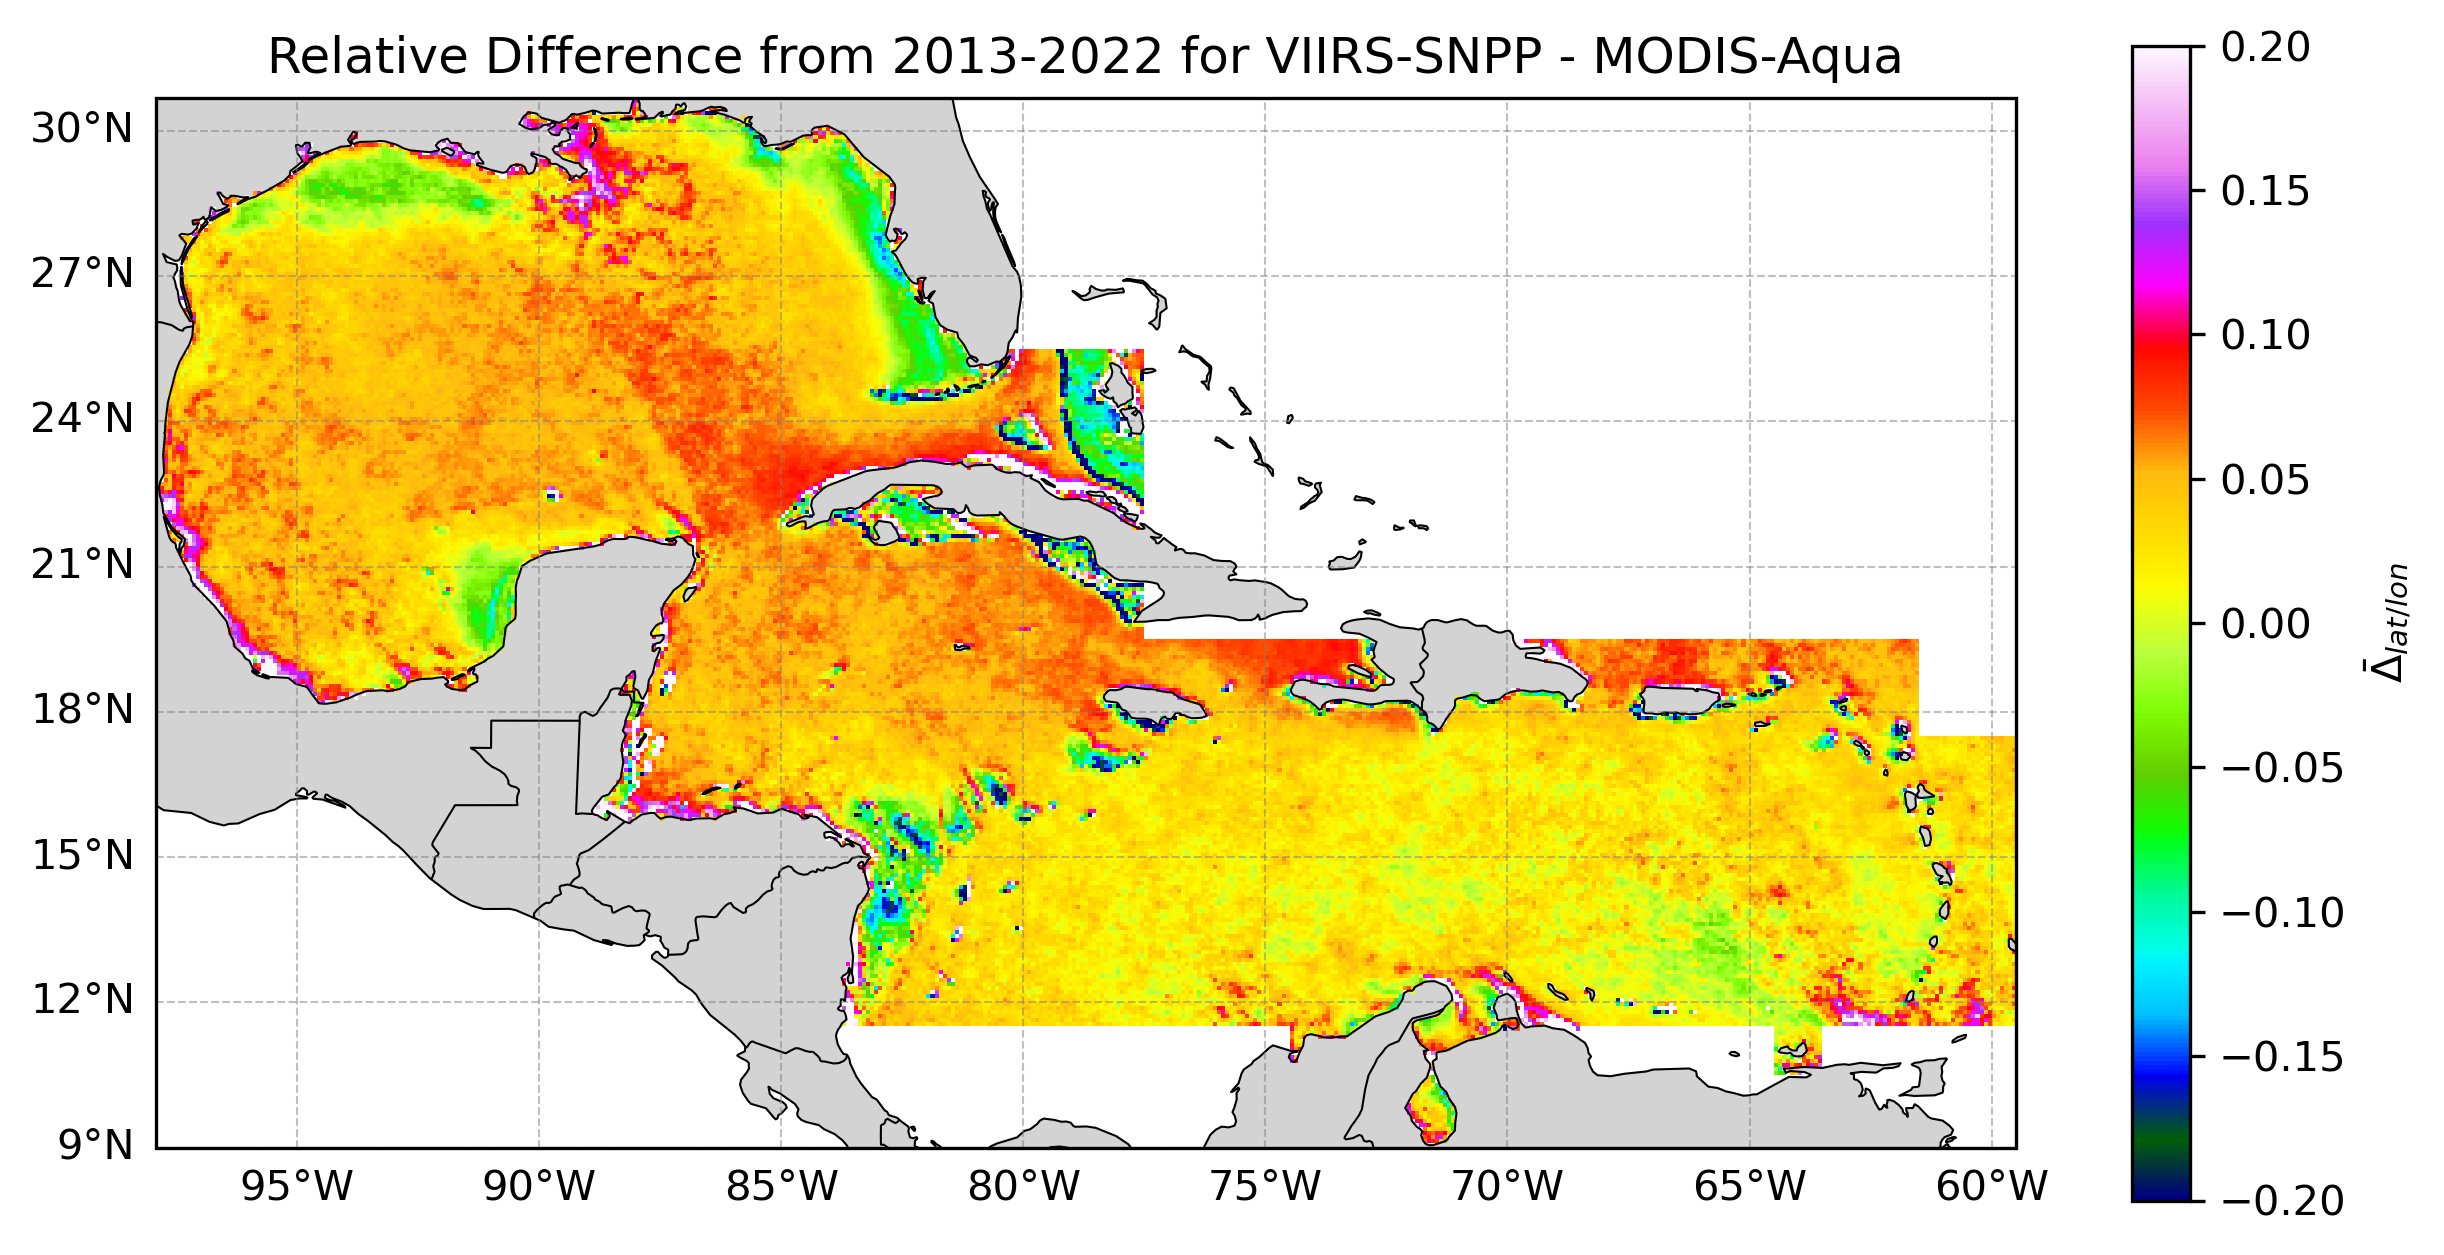 Relative Difference from 2013-2022 for VIIRS-SNPP - MODIS-Aqua
30°N
27°N
24°N
21°N
18°N
15°N
12°N
9°N
95°W
90°W
85°W
80°W
75°W
70°W
65°W
60°W
0.20
0.15
0.10
0.05
0.00
−0.05
−0.10
−0.15
−0.20
Δ̄lat/lon